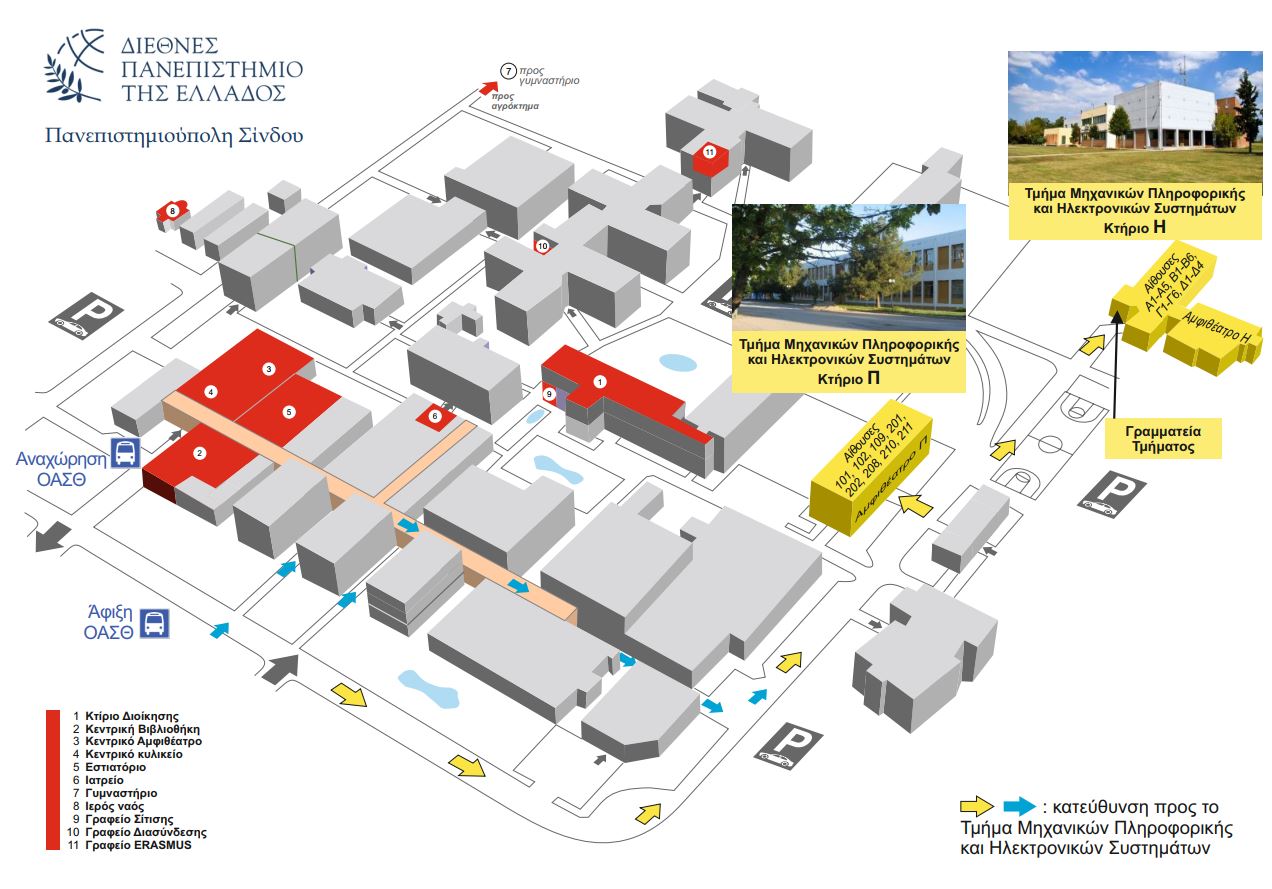 ΔΙΕΘΝΕΣ
ΠΑΝΕΠΙΣΤΗΜΙΟ
ΤΗΣ ΕΛΛΑΔΟΣ
Πανεπιστημιούπολη Σίνδου
7 προς
γυμναστήριο
προς
αγρόκτημα
11
8
10
Τμήμα Μηχανικών Πληροφορικής
και Ηλεκτρονικών Συστημάτων
Κτήριο Η
Αίθουσες
Α1-Α5, Β1-Β6,
Γ1-Γ6, Δ1-Δ4
Αμφιθέατρο Η
P
Τμήμα Μηχανικών Πληροφορικής
και Ηλεκτρονικών Συστημάτων
Κτήριο Π
3
4
5
1
9
6
2
Αίθουσες
101, 102, 109, 201,
202, 208, 210, 211
Αμφιθέατρο Π
Γραμματεία
Τμήματος
Αναχώρηση
ΟΑΣΘ
P
Άφιξη
ΟΑΣΘ
P
1 Κτίριο Διοίκησης
2 Κεντρική Βιβλιοθήκη
3 Κεντρικό Αμφιθέατρο
4 Κεντρικό κυλικείο
5 Εστιατόριο
6 Ιατρείο
7 Γυμναστήριο
8 Ιερός ναός
9 Γραφείο Σίτισης
10 Γραφείο Διασύνδεσης
11 Γραφείο ERASMUS
: κατεύθυνση προς το
Τμήμα Μηχανικών Πληροφορικής
και Ηλεκτρονικών Συστημάτων